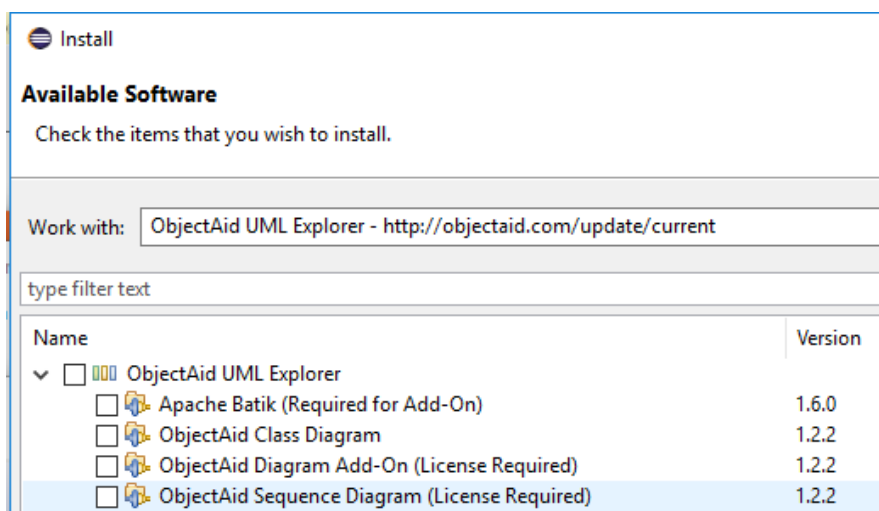 Install
Available Software
Check the items that you wish to install.
Work with: ObjectAid UML Explorer - http://objectaid.com/update/current
type filter text
Name Version
ObjectAid UML Explorer
Apache Batik (Required for Add-On) 1.6.0
ObjectAid Class Diagram 1.2.2
ObjectAid Diagram Add-On (License Required) 1.2.2
ObjectAid Sequence Diagram (License Required) 1.2.2